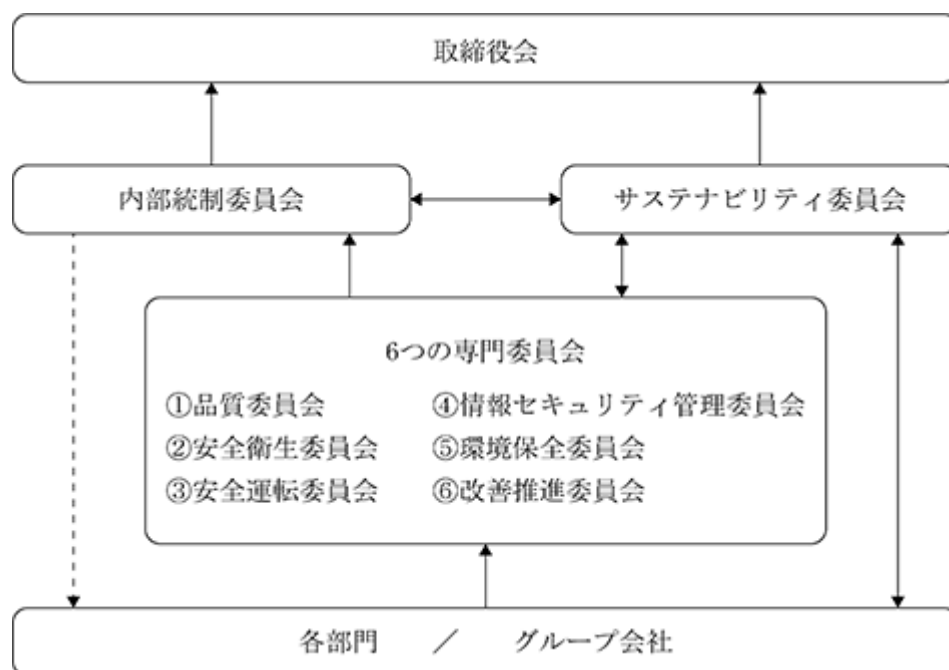 取締役会
内部統制委員会
サステナビリティ委員会
6つの専門委員会
①品質委員会
②安全衛生委員会
③安全運転委員会
④情報セキュリティ管理委員会
⑤環境保全委員会
⑥改善推進委員会
各部門 / グループ会社